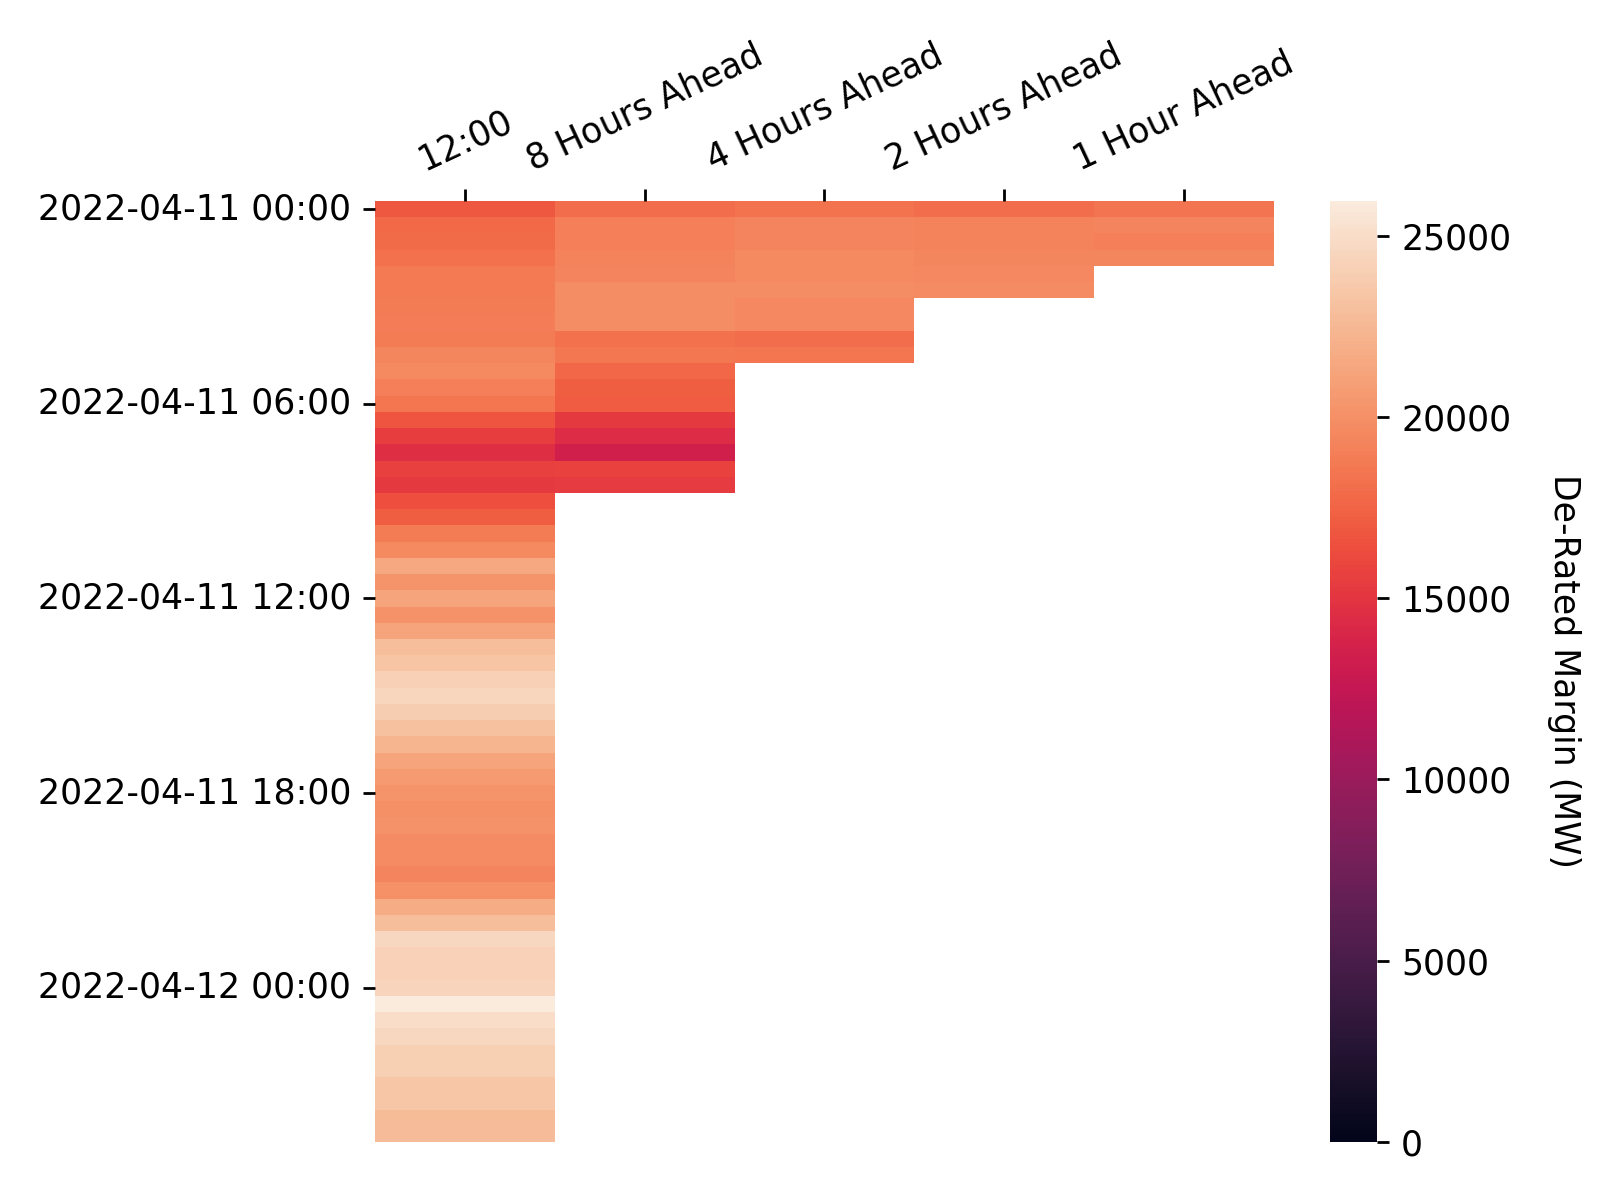 12:00
8 Hours Ahead
4 Hours Ahead
2 Hours Ahead
1 Hour Ahead
2022-04-11 00:00
2022-04-11 06:00
2022-04-11 12:00
2022-04-11 18:00
2022-04-12 00:00
25000
20000
15000
10000
5000
0
De-Rated Margin (MW)